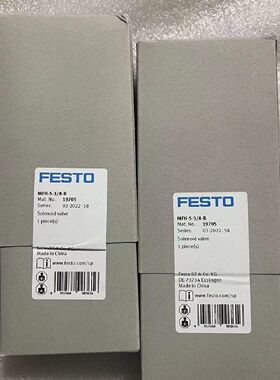 FESTO
MFH-5-3/8-B
Mat. No.: 19705
Series: 03-2022-S8
Solenoid valve
1 piece(s)
Made in China
www.festo.com/sp
FESTO
MFH-5-3/8-B
Mat. No.: 19705
Series: 03-2022-S8
Solenoid valve
1 piece(s)
Festo SE & Co. KG
DE-73734 Esslingen
Made in China
www.festo.com/sp